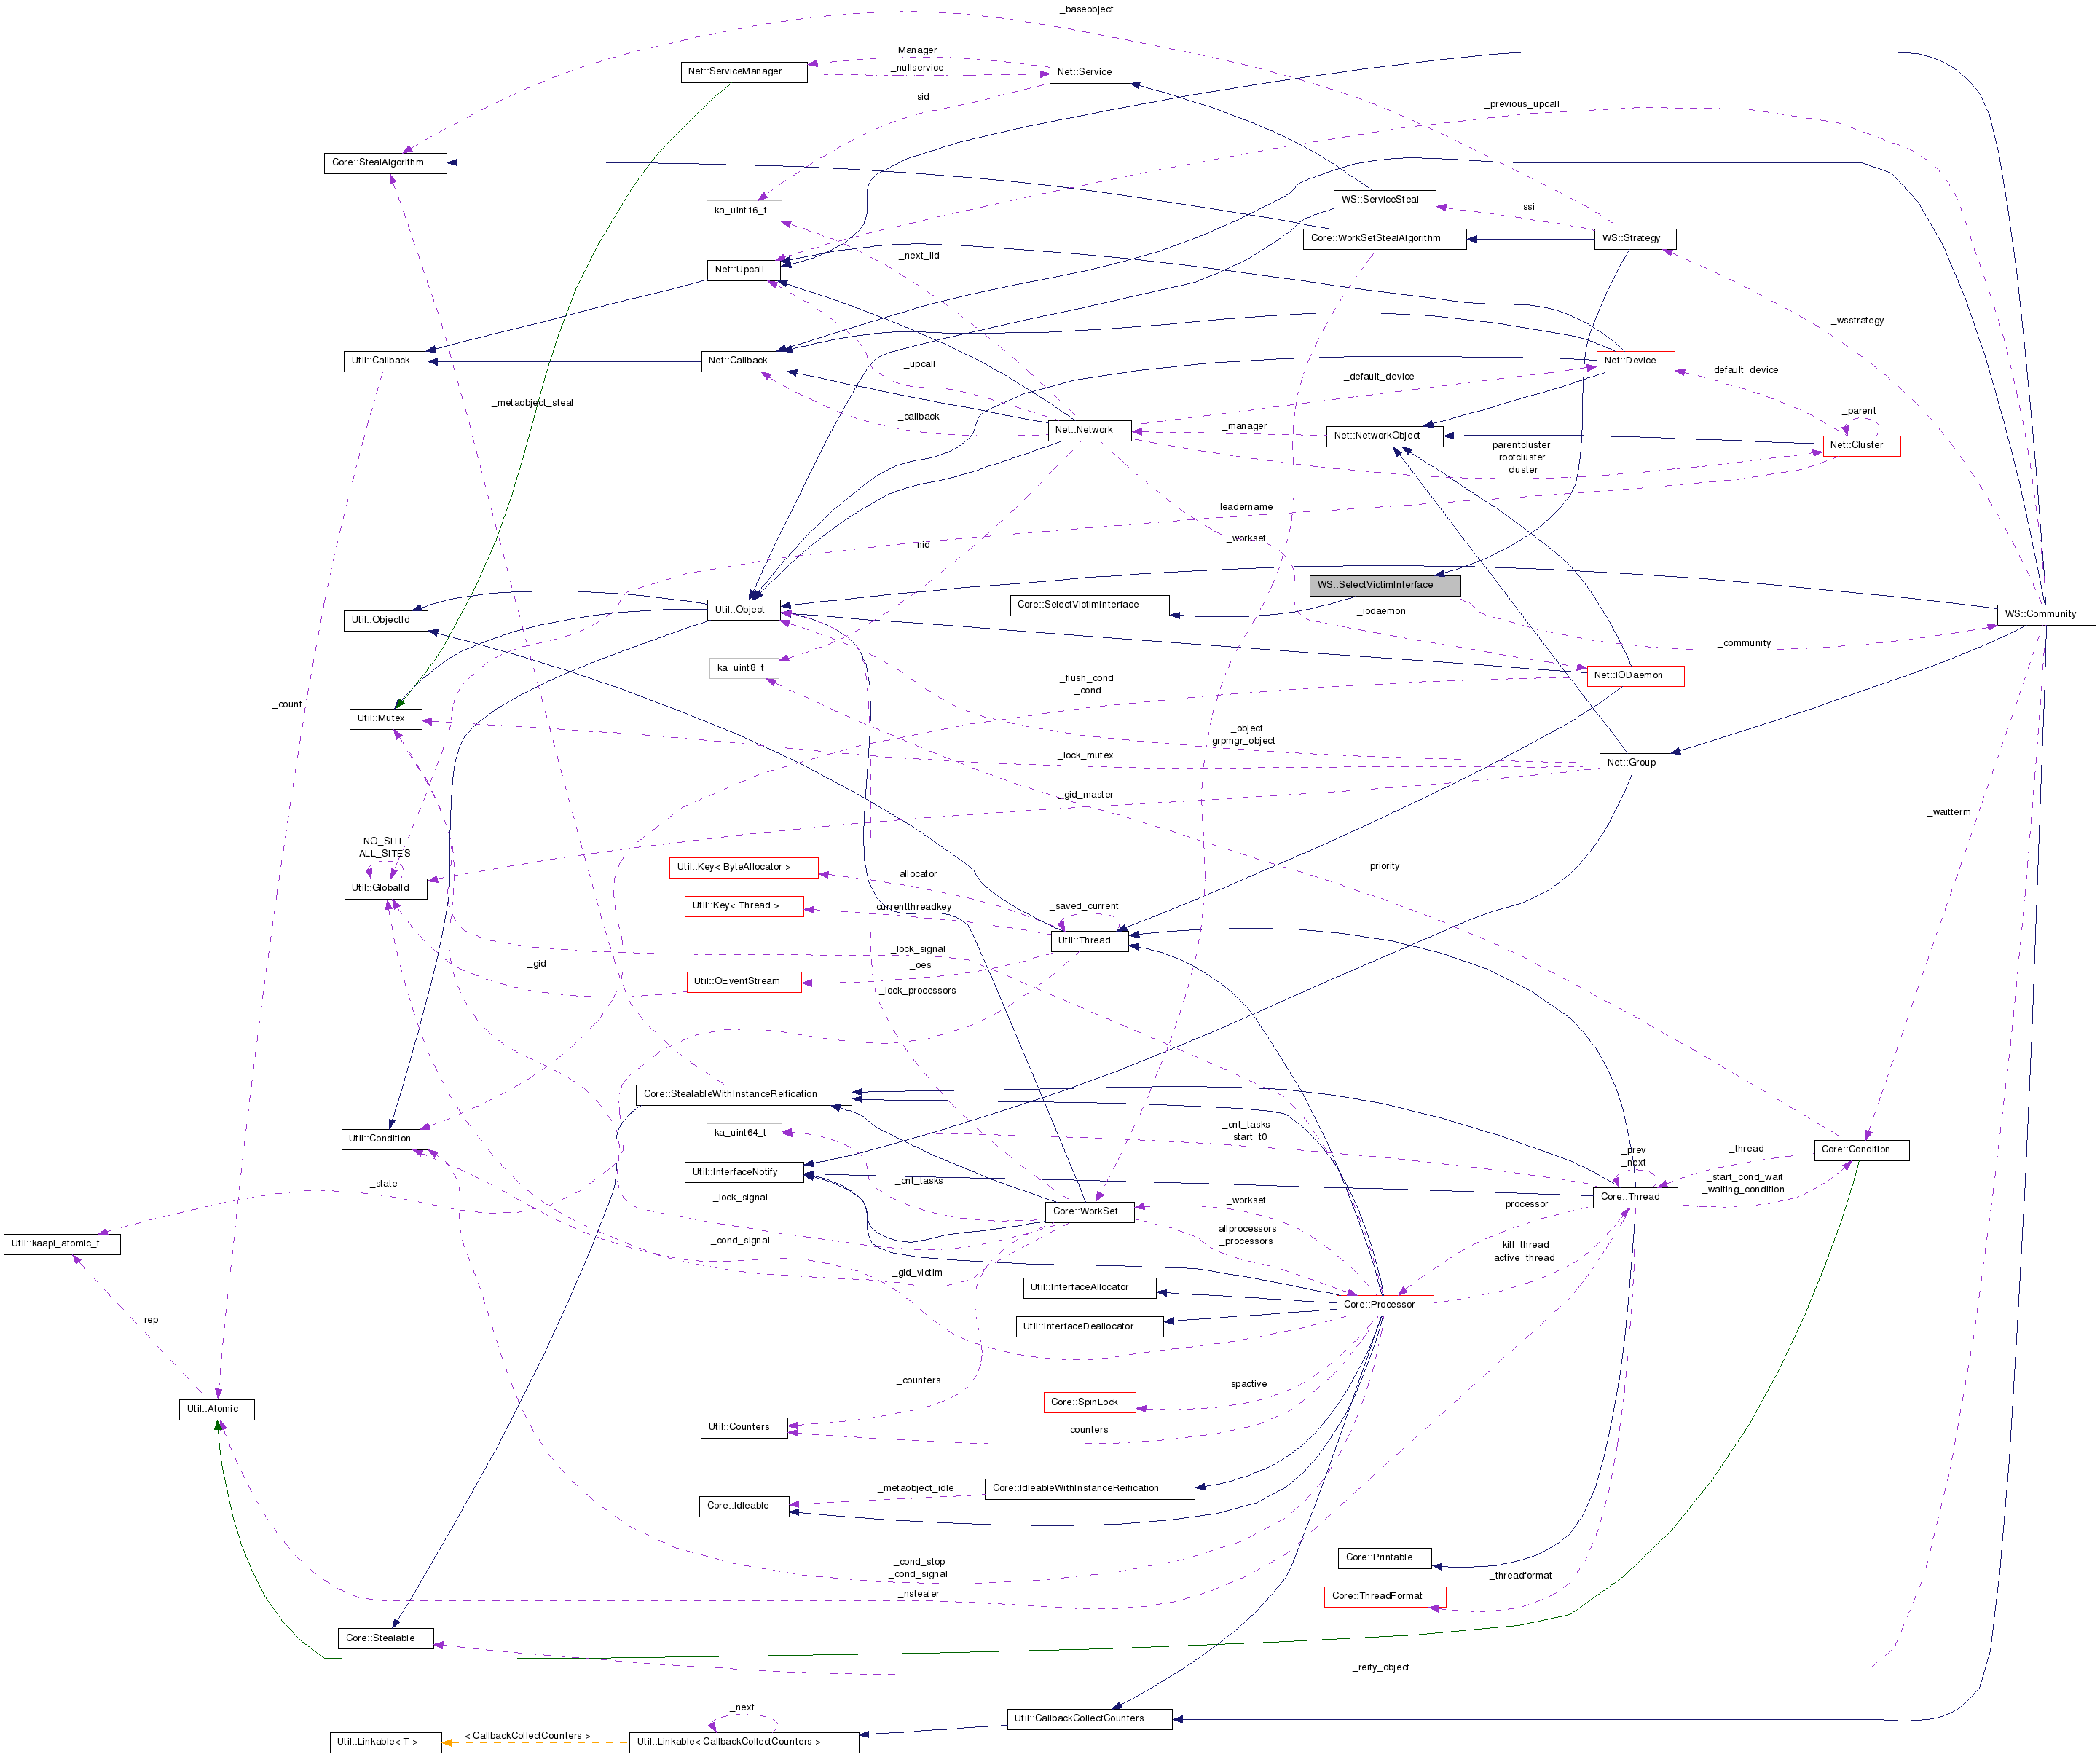 _baseobject
Manager
_nullservice
Net::ServiceManager
Net::Service
_sid
_previous_upcall
Core::StealAlgorithm
ka_uint16_t
WS::ServiceSteal
_ssi
Core::WorkSetStealAlgorithm
WS::Strategy
_next_lid
Net::Upcall
_wsstrategy
Util::Callback
Net::Callback
_upcall
_default_device
Net::Device
_default_device
_metaobject_steal
_callback
Net::Network
_manager
Net::NetworkObject
_parent
Net::Cluster
parentcluster
rootcluster
cluster
_leadername
_nid
_workset
WS::SelectVictimInterface
Util::ObjectId
Util::Object
Core::SelectVictimInterface
_iodaemon
WS::Community
_community
ka_uint8_t
_flush_cond
_cond
Net::IODaemon
_count
Util::Mutex
_object
grpmgr_object
_lock_mutex
Net::Group
_gid_master
_waitterm
NO_SITE
ALL_SITES
Util::GlobalId
Util::Key< ByteAllocator >
allocator
_priority
Util::Key< Thread >
currentthreadkey
_saved_current
Util::Thread
_lock_signal
_gid
_oes
Util::OEventStream
_lock_processors
Core::StealableWithInstanceReification
Util::Condition
ka_uint64_t
_cnt_tasks
_start_t0
_prev
_next
_thread
Core::Condition
Util::InterfaceNotify
_state
_cnt_tasks
_lock_signal
Core::WorkSet
_workset
_processor
Core::Thread
_start_cond_wait
_waiting_condition
_allprocessors
_processors
Util::kaapi_atomic_t
_cond_signal
_kill_thread
_active_thread
_gid_victim
Util::InterfaceAllocator
Core::Processor
_rep
Util::InterfaceDeallocator
_counters
_spactive
Util::Atomic
Core::SpinLock
Util::Counters
_counters
_metaobject_idle
Core::IdleableWithInstanceReification
Core::Idleable
_cond_stop
_cond_signal
Core::Printable
_nstealer
_threadformat
Core::ThreadFormat
Core::Stealable
_reify_object
_next
Util::CallbackCollectCounters
< CallbackCollectCounters >
Util::Linkable< T >
Util::Linkable< CallbackCollectCounters >